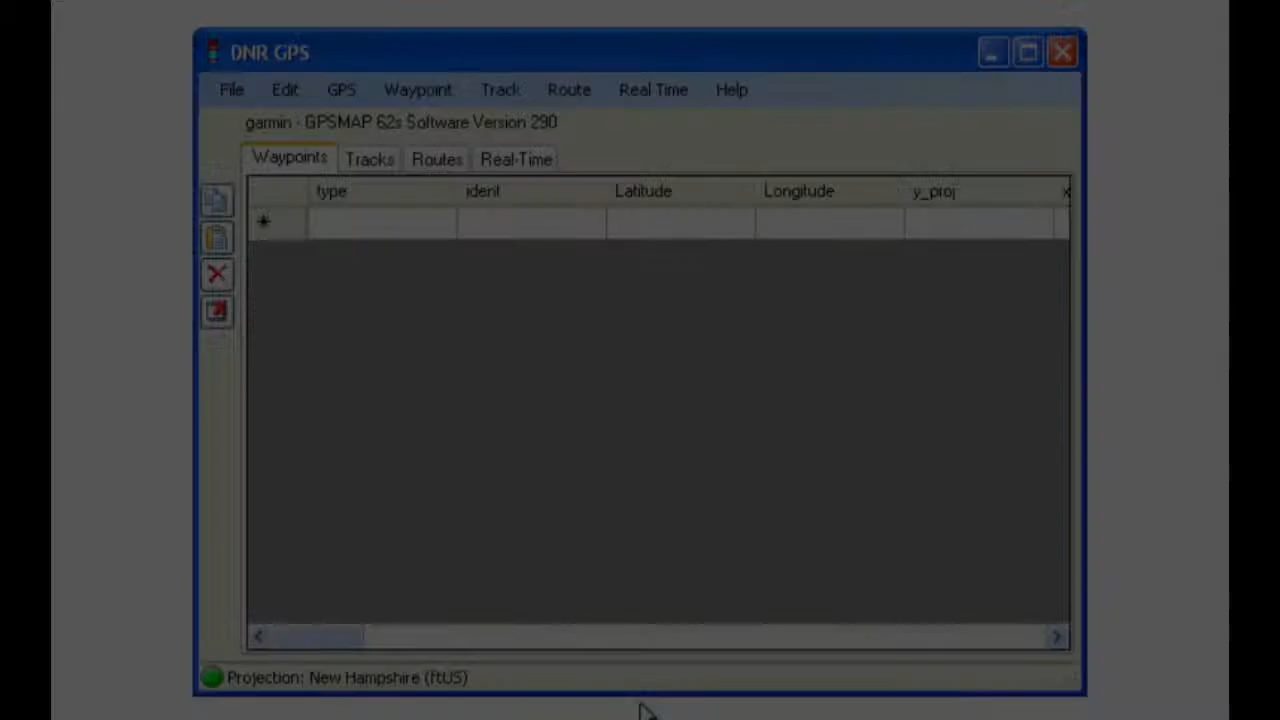 DNR GPS
File Edit GPS Waypoint Track Route Real Time Help
garmin - GPSMAP 62s Software Version 290
Waypoints Tracks Routes Real-Time
type ident Latitude Longitude y_proj x
Projection: New Hampshire (ftUS)